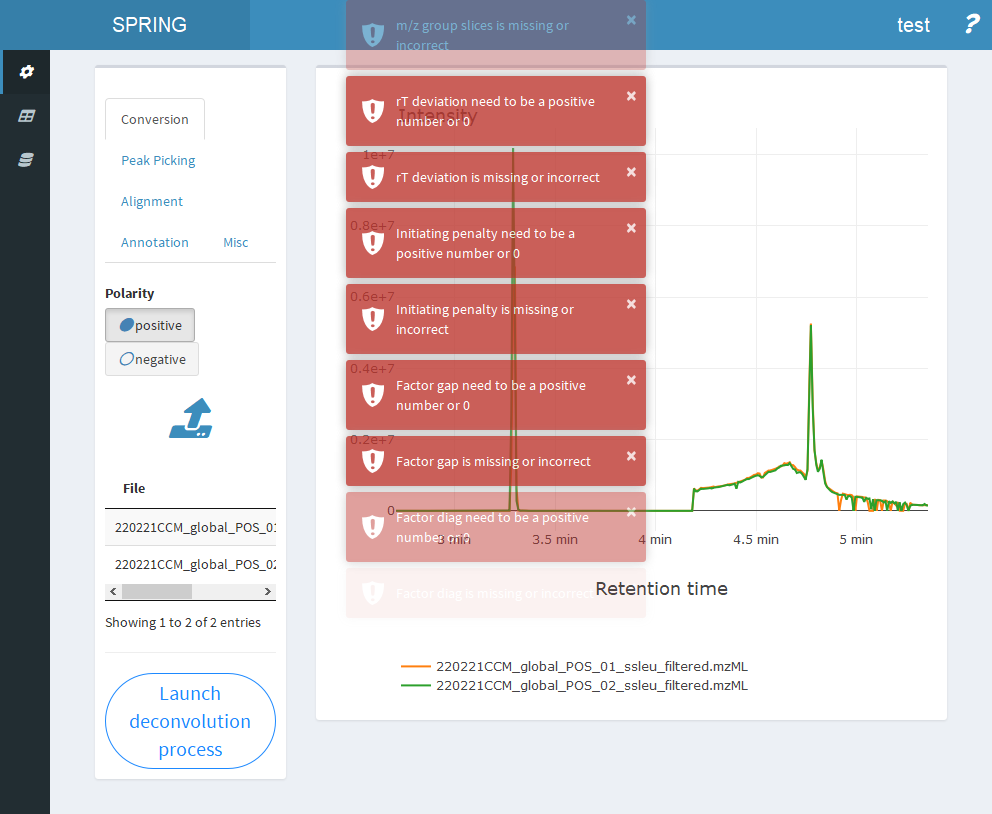 SPRING
test
?
Conversion
Peak Picking
Alignment
Annotation
Misc
Polarity
positive
negative
File
220221CCM_global_POS_01
220221CCM_global_POS_02
Showing 1 to 2 of 2 entries
Launch
deconvolution
process
m/z group slices is missing or
incorrect
rT deviation need to be a positive
number or 0
rT deviation is missing or incorrect
Initiating penalty need to be a
positive number or 0
Initiating penalty is missing or
incorrect
Factor gap need to be a positive
number or 0
Factor gap is missing or incorrect
Factor diag need to be a positive
number or 0
Factor diag is missing or incorrect
Intensity
1e+7
0.8e+7
0.6e+7
0.4e+7
0.2e+7
0
3 min
3.5 min
4 min
4.5 min
5 min
Retention time
220221CCM_global_POS_01_ssleu_filtered.mzML
220221CCM_global_POS_02_ssleu_filtered.mzML